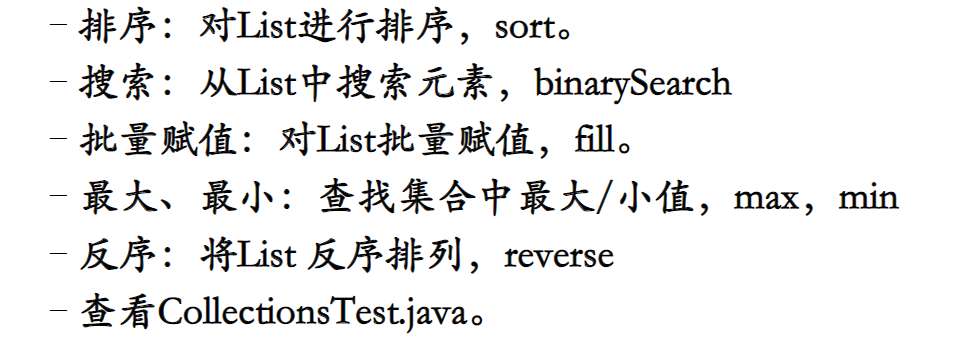 – 排序：对List进行排序，sort。
– 搜索：从List中搜索元素，binarySearch
– 批量赋值：对List批量赋值，fill。
– 最大、最小：查找集合中最大/小值，max，min
– 反序：将List 反序排列，reverse
– 查看CollectionsTest.java。